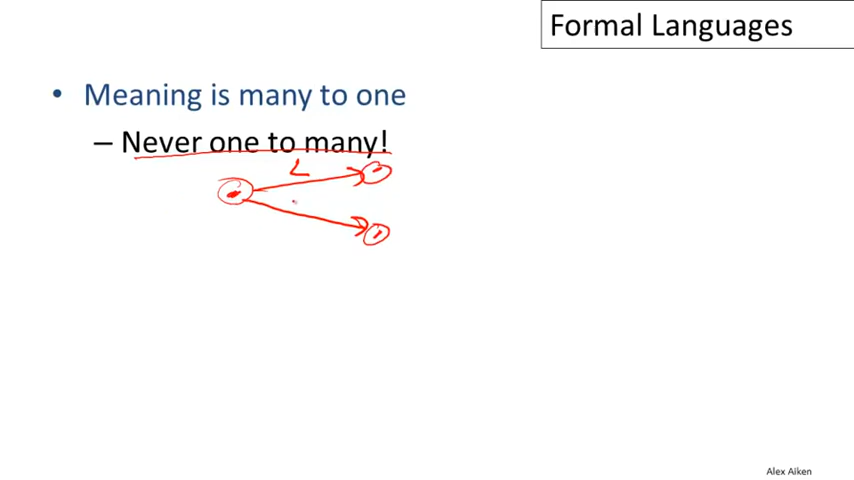 Formal Languages
• Meaning is many to one
– Never one to many!
L
Alex Aiken